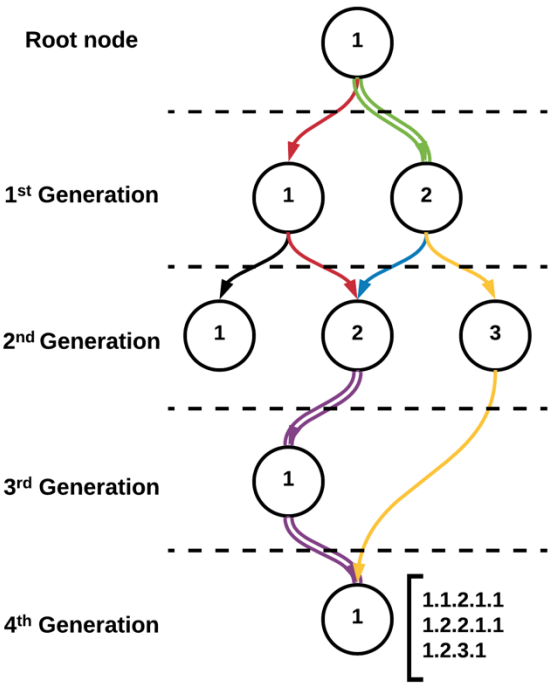 Root node
1
1st Generation
1
2
2nd Generation
1
2
3
3rd Generation
1
4th Generation
1
1.1.2.1.1
1.2.2.1.1
1.2.3.1